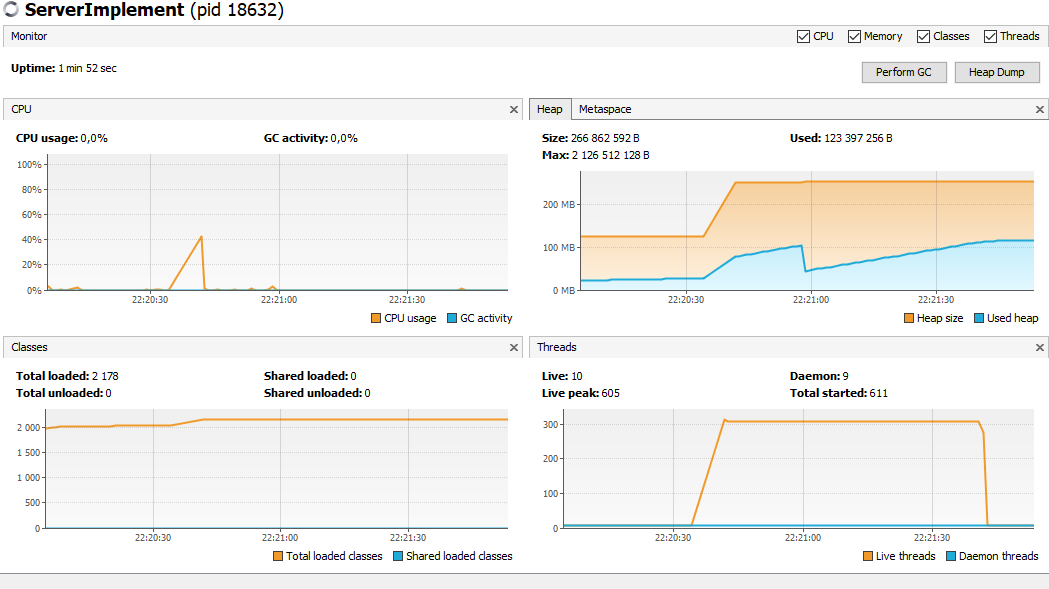 ServerImplement (pid 18632)
Monitor
CPU Memory Classes Threads
Uptime: 1 min 52 sec
Perform GC Heap Dump
CPU
CPU usage: 0,0% GC activity: 0,0%
100%
80%
60%
40%
20%
0%
22:20:30 22:21:00 22:21:30
CPU usage GC activity
Heap Metaspace
Size: 266 862 592 B Used: 123 397 256 B
Max: 2 126 512 128 B
200 MB
100 MB
0 MB
22:20:30 22:21:00 22:21:30
Heap size Used heap
Classes
Total loaded: 2 178 Shared loaded: 0
Total unloaded: 0 Shared unloaded: 0
2 000
1 500
1 000
500
0
22:20:30 22:21:00 22:21:30
Total loaded classes Shared loaded classes
Threads
Live: 10 Daemon: 9
Live peak: 605 Total started: 611
300
200
100
0
22:20:30 22:21:00 22:21:30
Live threads Daemon threads